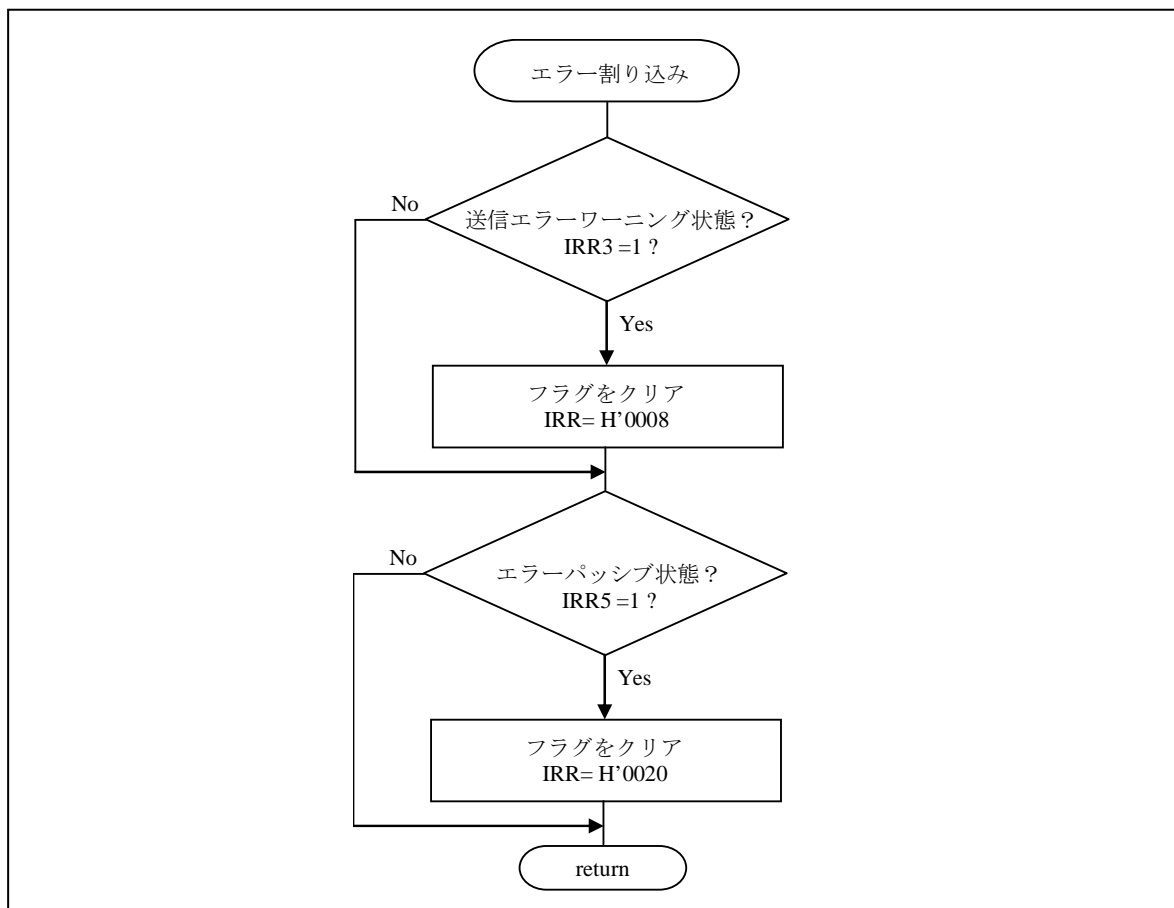 エラー割り込み
No
送信エラーワーニング状態？
IRR3 =1 ?
Yes
フラグをクリア
IRR= H’0008
No
エラーパッシブ状態？
IRR5 =1 ?
Yes
フラグをクリア
IRR= H’0020
return